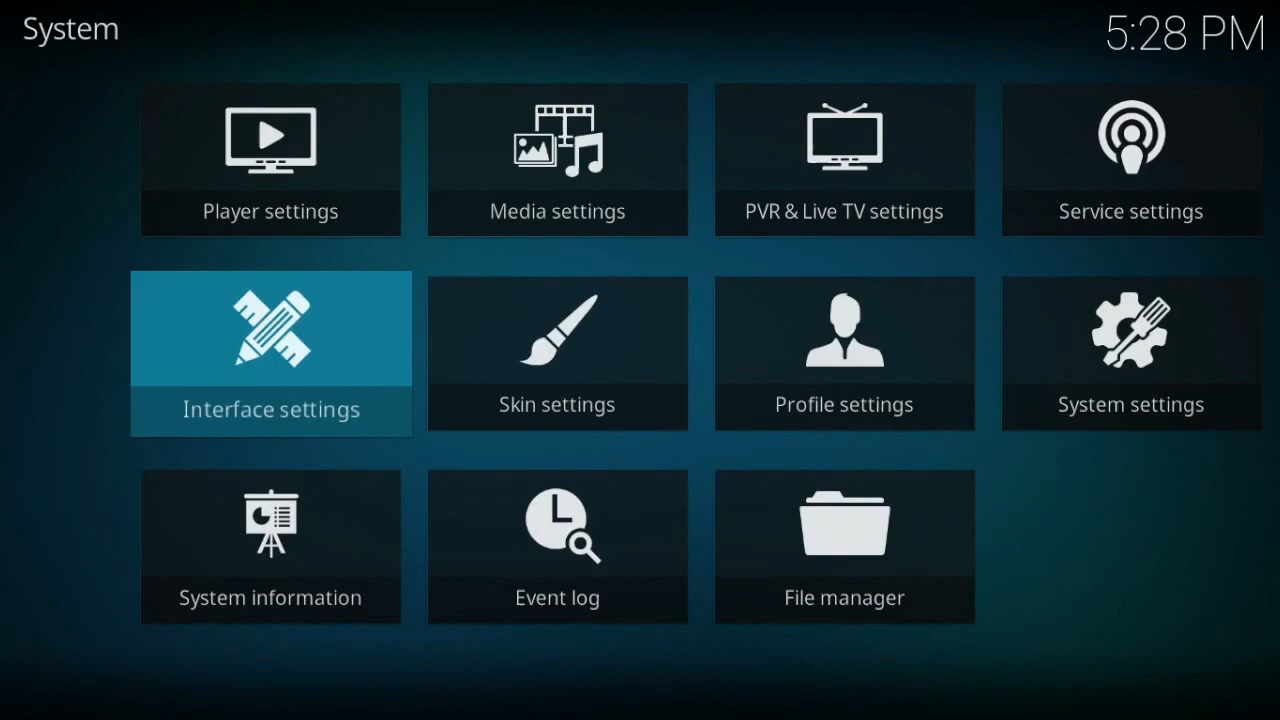 System
5:28 PM
Player settings
Media settings
PVR & Live TV settings
Service settings
Interface settings
Skin settings
Profile settings
System settings
System information
Event log
File manager